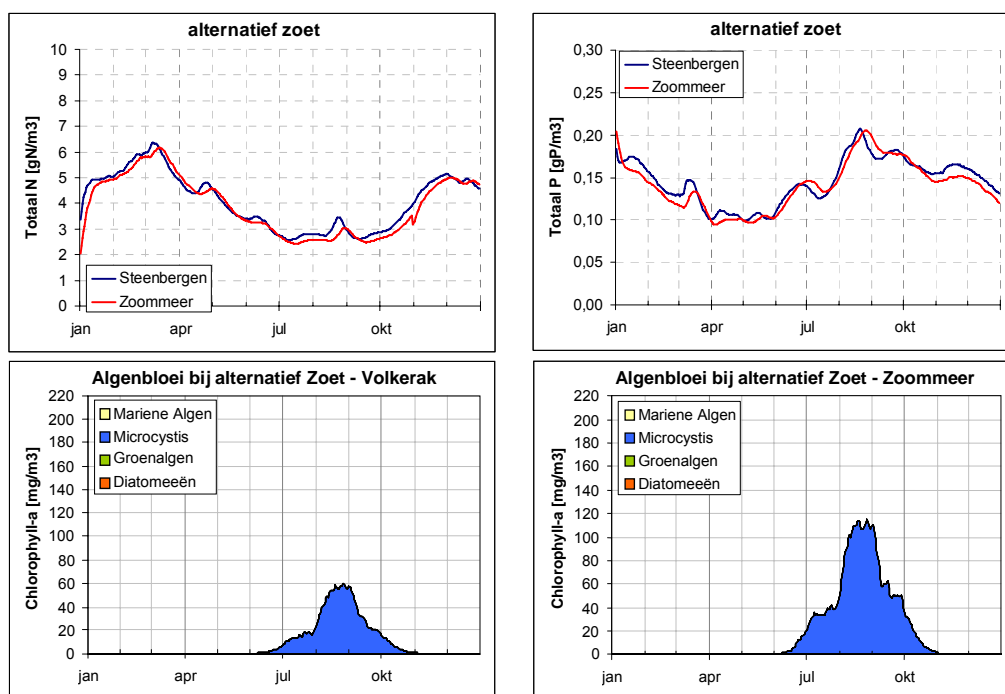 alternatief zoet
Totaal N [gN/m3]
10
9
8
7
6
5
4
3
2
1
0
Steenbergen
Zoommeer
jan
apr
jul
okt
alternatief zoet
Totaal P [gP/m3]
0,30
0,25
0,20
0,15
0,10
0,05
0,00
Steenbergen
Zoommeer
jan
apr
jul
okt
Algenbloei bij alternatief Zoet - Volkerak
Chlorophyll-a [mg/m3]
220
200
180
160
140
120
100
80
60
40
20
0
Mariene Algen
Microcystis
Groenalgen
Diatomeeën
jan
apr
jul
okt
Algenbloei bij alternatief Zoet - Zoommeer
Chlorophyll-a [mg/m3]
220
200
180
160
140
120
100
80
60
40
20
0
Mariene Algen
Microcystis
Groenalgen
Diatomeeën
jan
apr
jul
okt